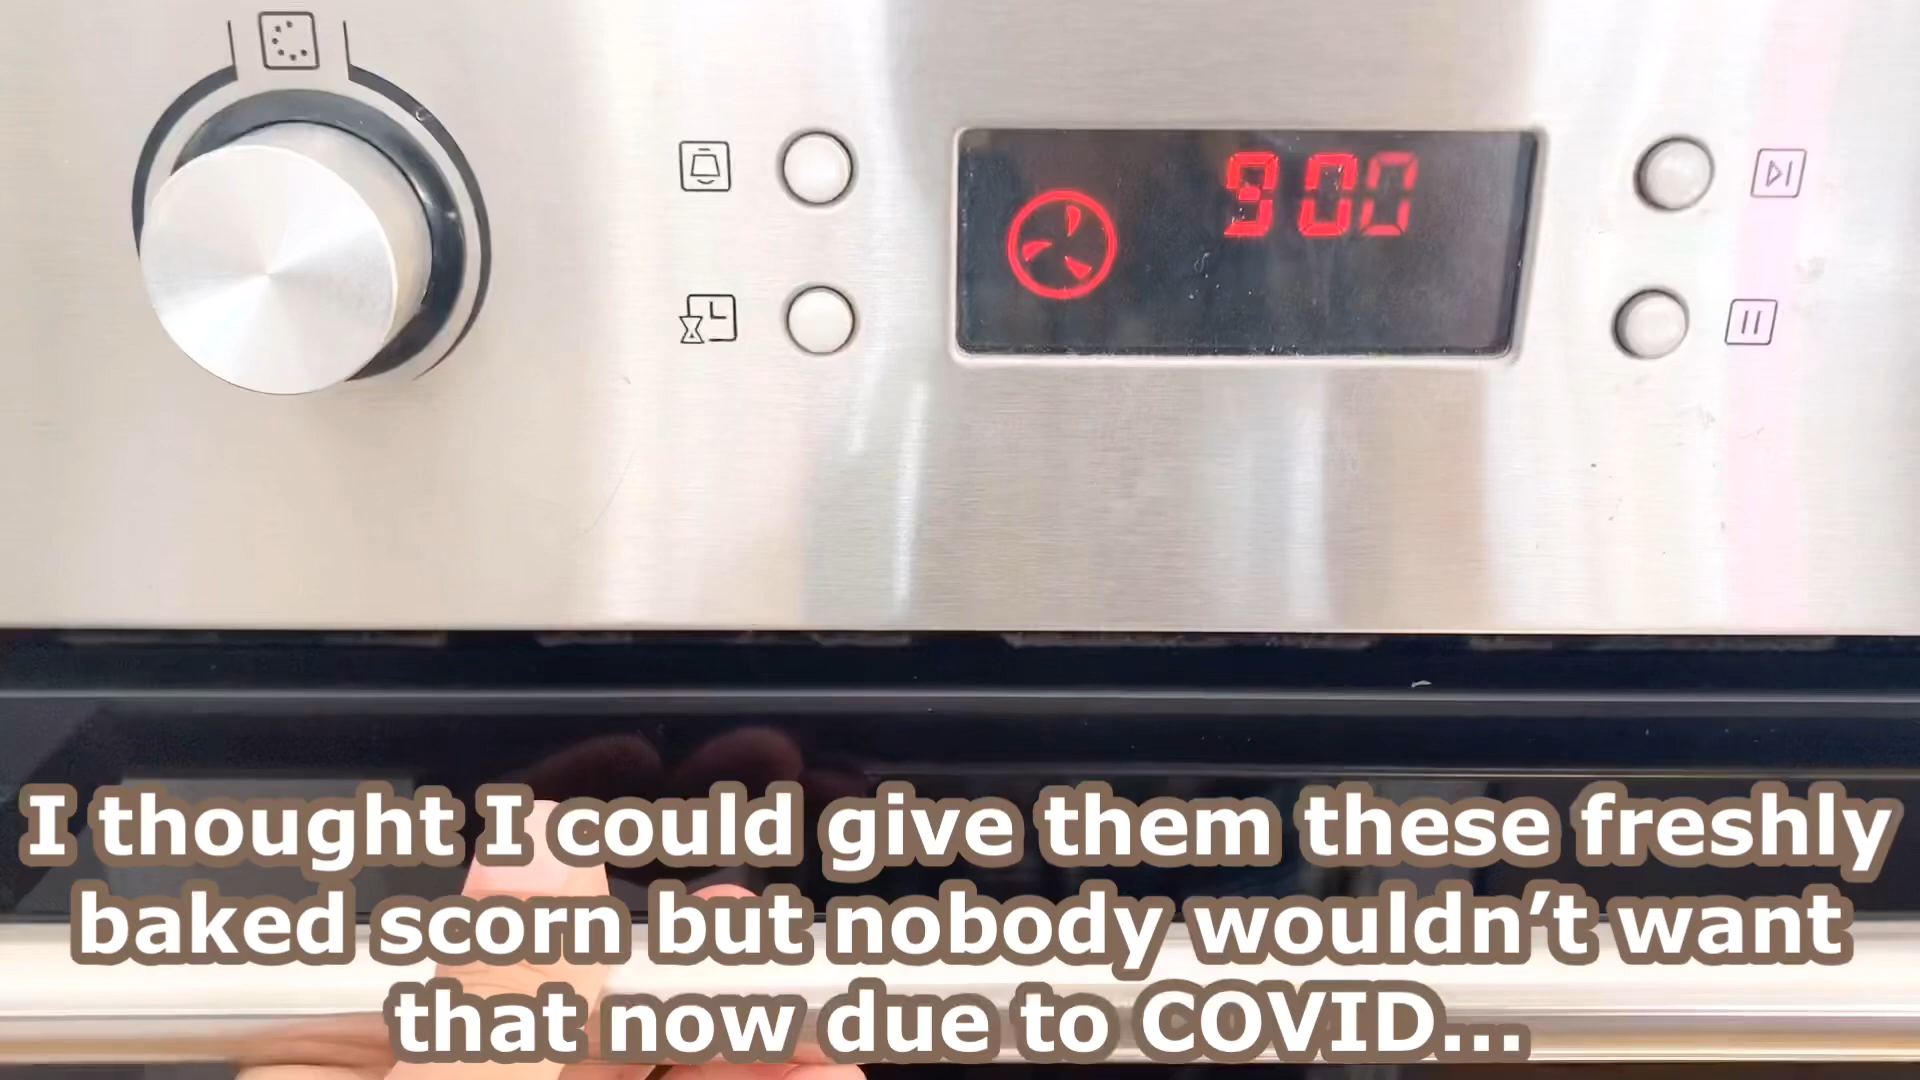 900
I thought I could give them these freshly
baked scorn but nobody wouldn’t want
that now due to COVID...